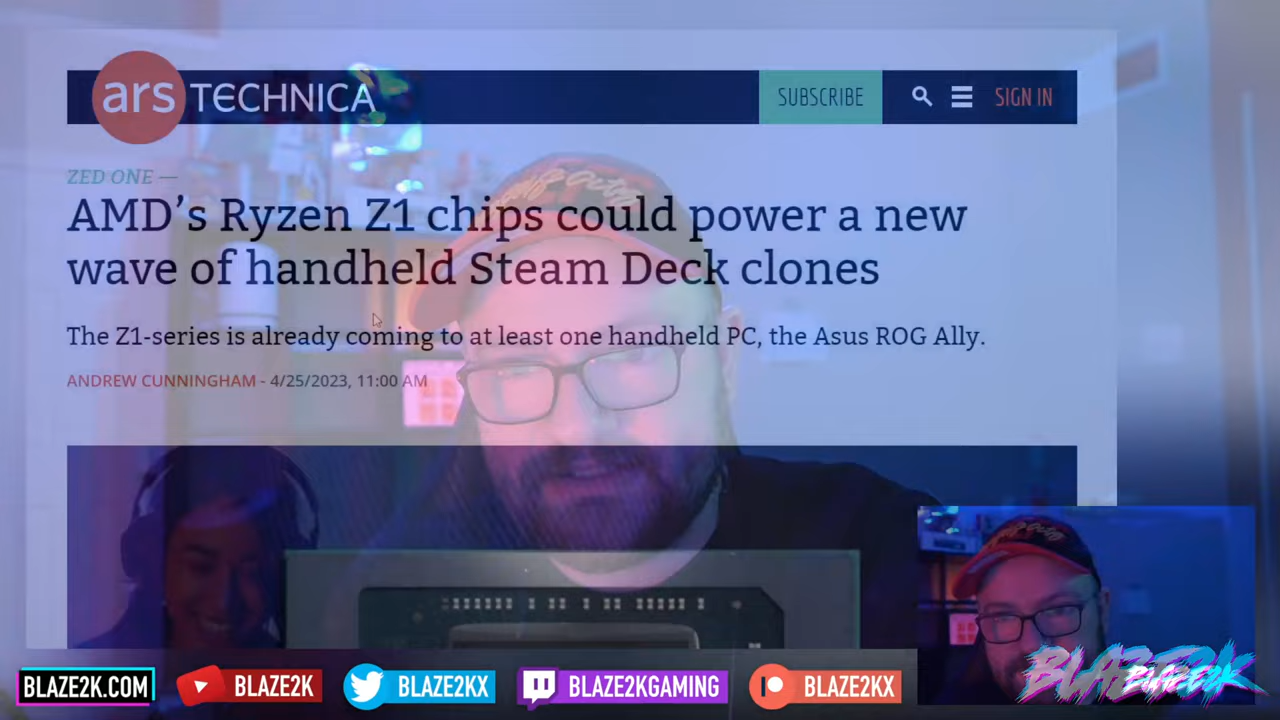 ars TECHNICA
SUBSCRIBE
SIGN IN
ZED ONE —
AMD’s Ryzen Z1 chips could power a new
wave of handheld Steam Deck clones
The Z1-series is already coming to at least one handheld PC, the Asus ROG Ally.
ANDREW CUNNINGHAM - 4/25/2023, 11:00 AM
BLAZE2K.COM
BLAZE2K
BLAZE2KX
BLAZE2KGAMING
BLAZE2KX
BLAZE2K
BLAZE2K